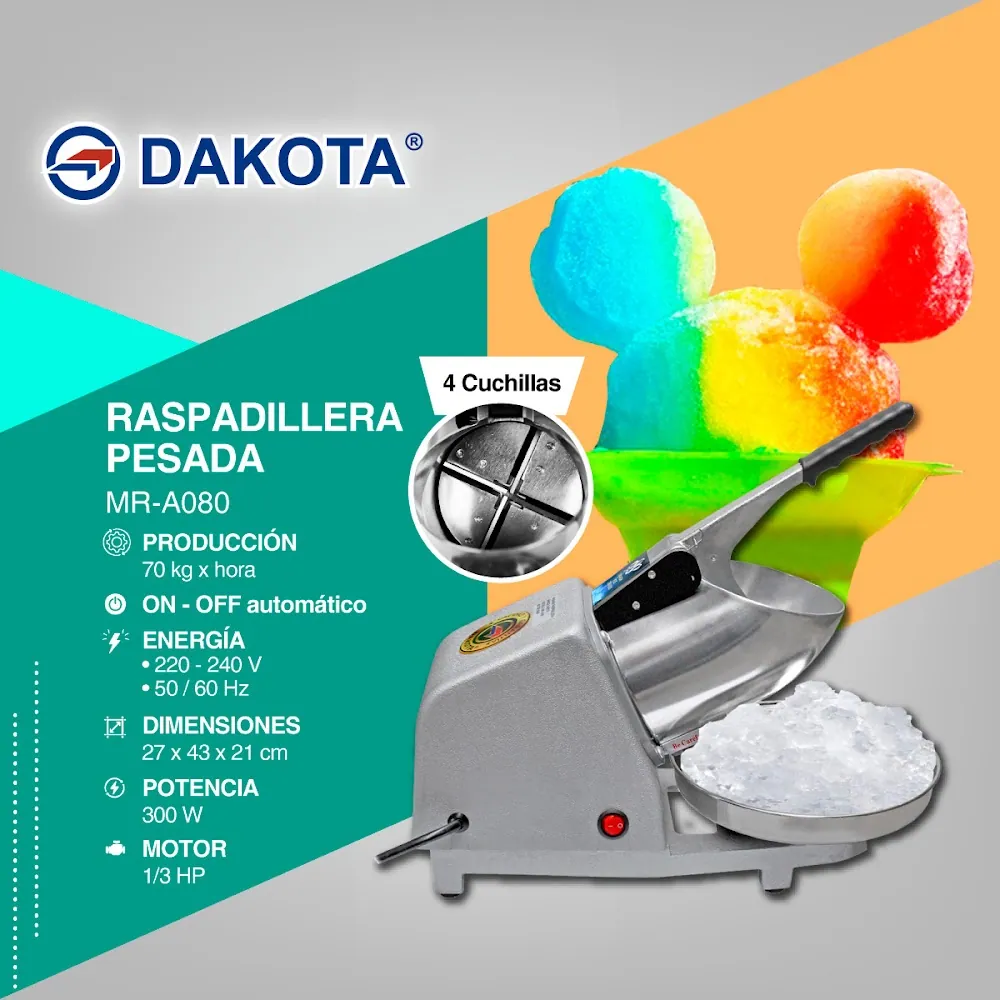 DAKOTA®
4 Cuchillas
RASPADILLERA
PESADA
MR-A080
PRODUCCIÓN
70 kg x hora
ON - OFF automático
ENERGÍA
• 220 - 240 V
• 50 / 60 Hz
DIMENSIONES
27 x 43 x 21 cm
POTENCIA
300 W
MOTOR
1/3 HP